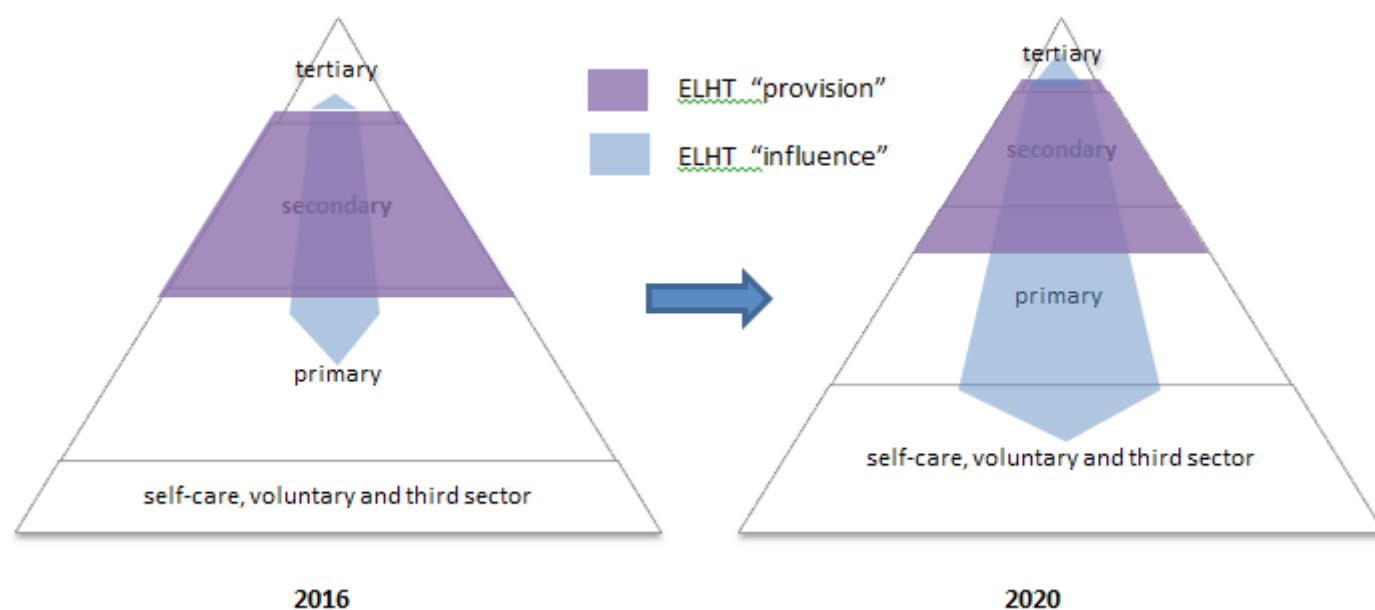 tertiary
secondary
primary
self-care, voluntary and third sector
2016
ELHT "provision"
ELHT "influence"
tertiary
secondary
primary
self-care, voluntary and third sector
2020